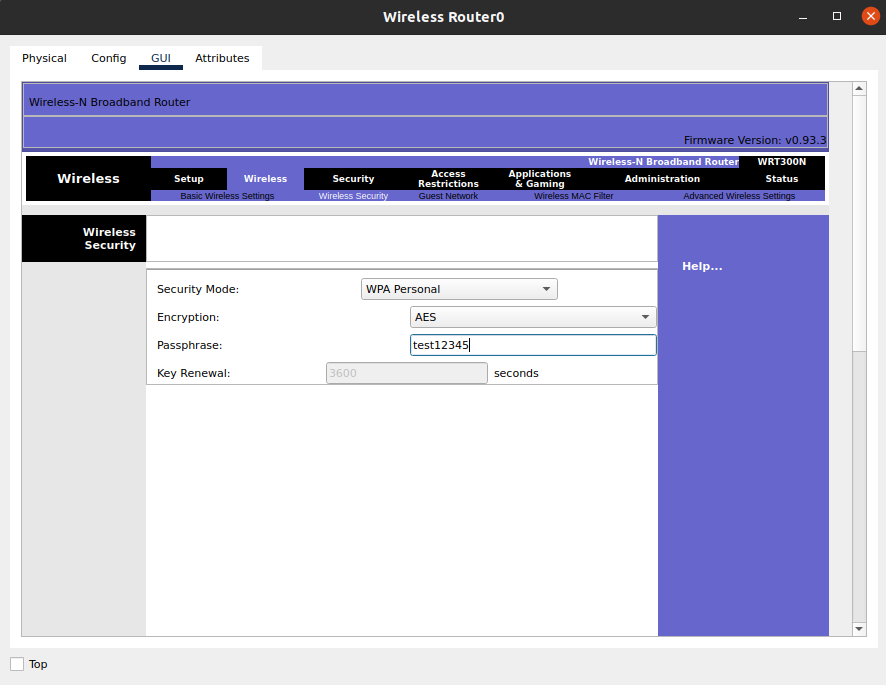 Wireless Router0
Physical Config GUI Attributes
Wireless-N Broadband Router
Firmware Version: v0.93.3
Wireless-N Broadband Router WRT300N
Wireless
Setup Wireless Security Access Restrictions Applications & Gaming Administration Status
Basic Wireless Settings Wireless Security Guest Network Wireless MAC Filter Advanced Wireless Settings
Wireless
Security
Help...
Security Mode: WPA Personal
Encryption: AES
Passphrase: test12345
Key Renewal: 3600 seconds
Top